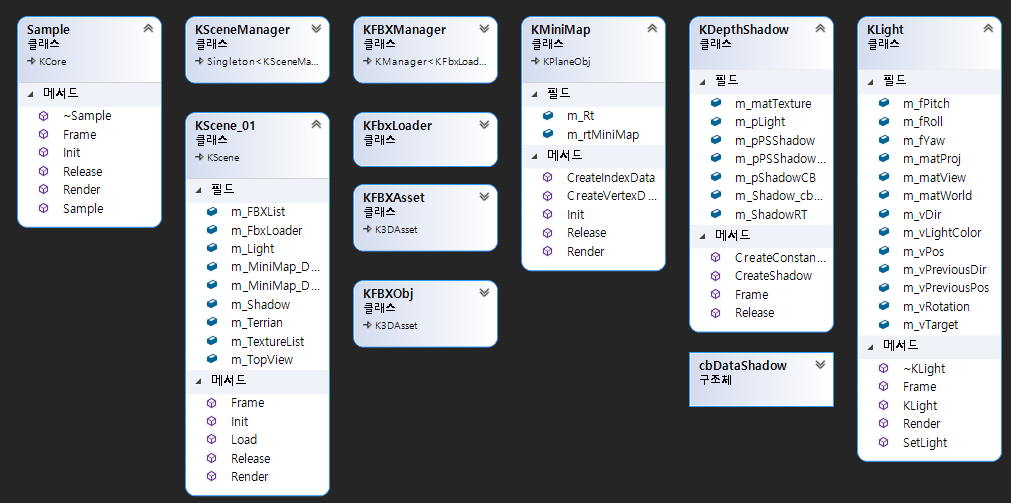 Sample
클래스
KCore
메서드
~Sample
Frame
Init
Release
Render
Sample
KSceneManager
클래스
Singleton<KSceneMa...
KScene_01
클래스
KScene
필드
m_FBXList
m_FbxLoader
m_Light
m_MiniMap_D...
m_MiniMap_D...
m_Shadow
m_Terrian
m_TextureList
m_TopView
메서드
Frame
Init
Load
Release
Render
KFBXManager
클래스
KManager<KFbxLoad...
KFbxLoader
클래스
KFBXAsset
클래스
K3DAsset
KFBXObj
클래스
K3DAsset
KMiniMap
클래스
KPlaneObj
필드
m_Rt
m_rtMiniMap
메서드
CreateIndexData
CreateVertexD...
Init
Release
Render
KDepthShadow
클래스
필드
m_matTexture
m_pLight
m_pPSShadow
m_pPSShadow...
m_pShadowCB
m_Shadow_cb...
m_ShadowRT
메서드
CreateConstan...
CreateShadow
Frame
Release
cbDataShadow
구조체
KLight
클래스
필드
m_fPitch
m_fRoll
m_fYaw
m_matProj
m_matView
m_matWorld
m_vDir
m_vLightColor
m_vPos
m_vPreviousDir
m_vPreviousPos
m_vRotation
m_vTarget
메서드
~KLight
Frame
KLight
Render
SetLight